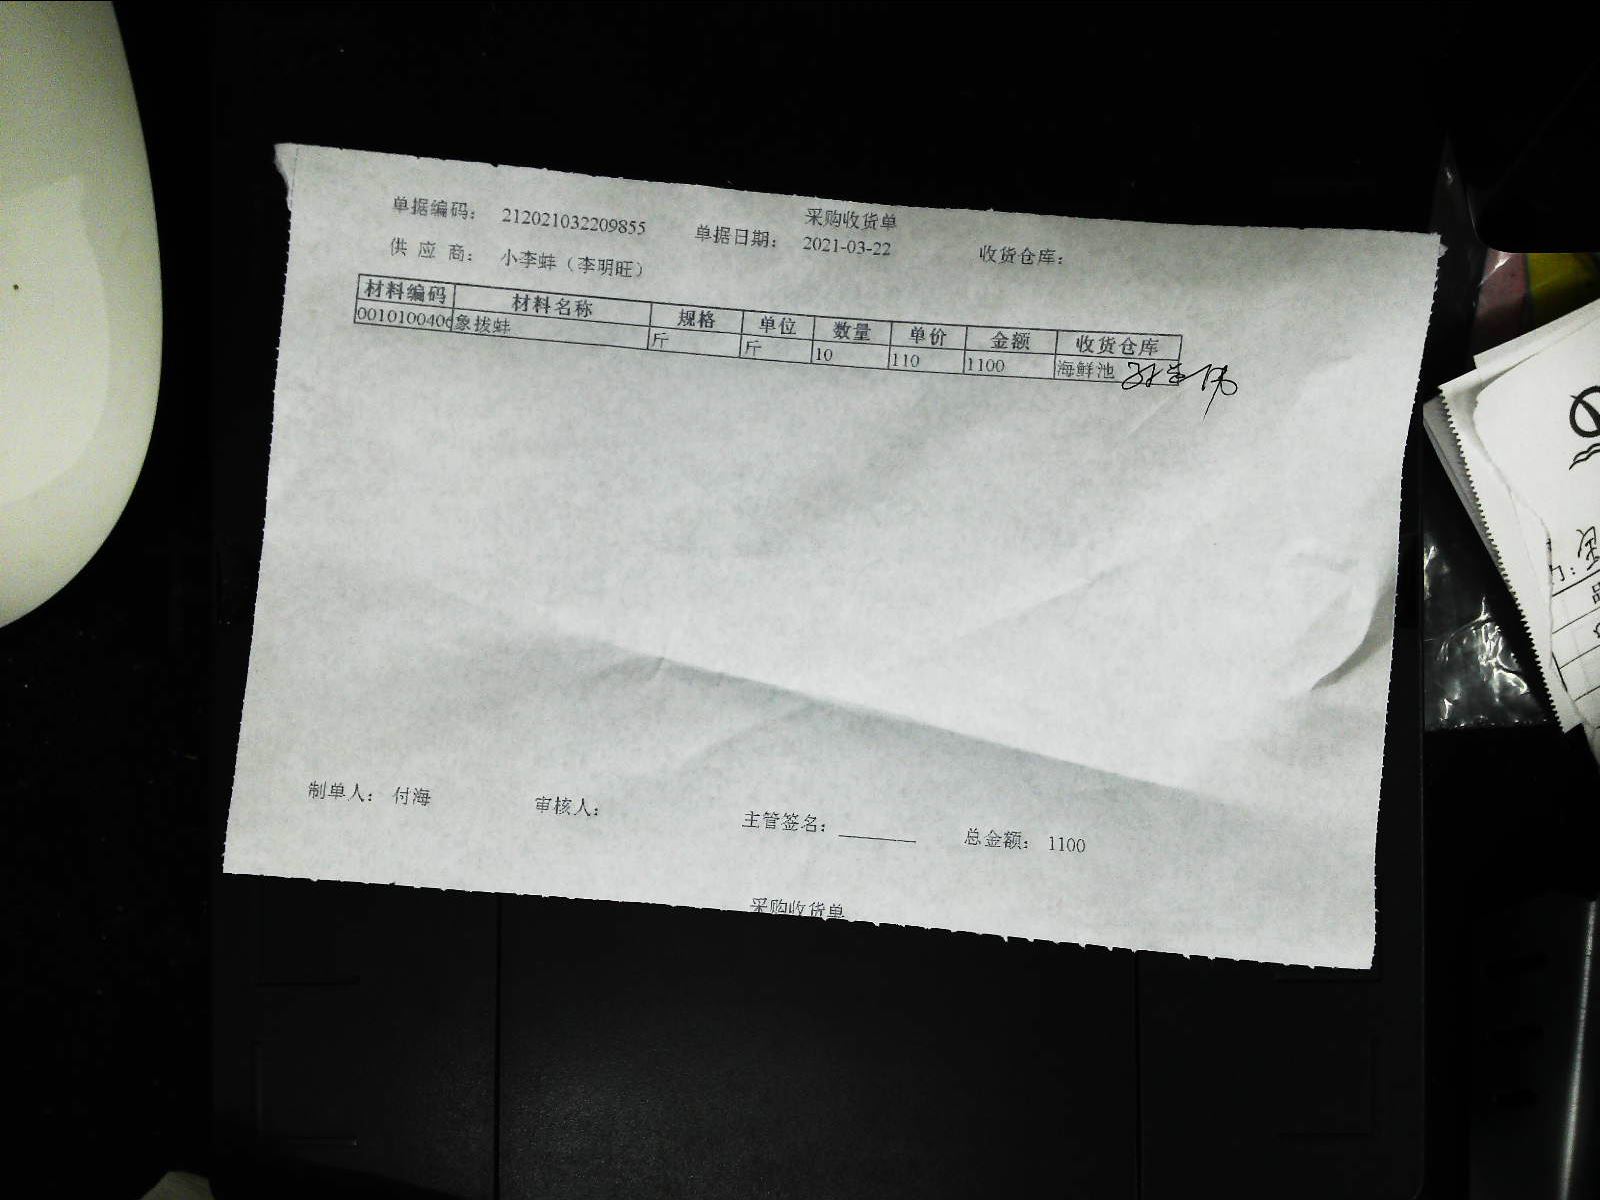 采购收货单
单据编码： 212021032209855 单据日期： 2021-03-22 收货仓库：
供 应 商： 小李蚌（李明旺）
材料编码 材料名称 规格 单位 数量 单价 金额 收货仓库
0010100406 象拔蚌 斤 斤 10 110 1100 海鲜池
制单人： 付海 审核人： 主管签名：________ 总金额： 1100
采购收货单